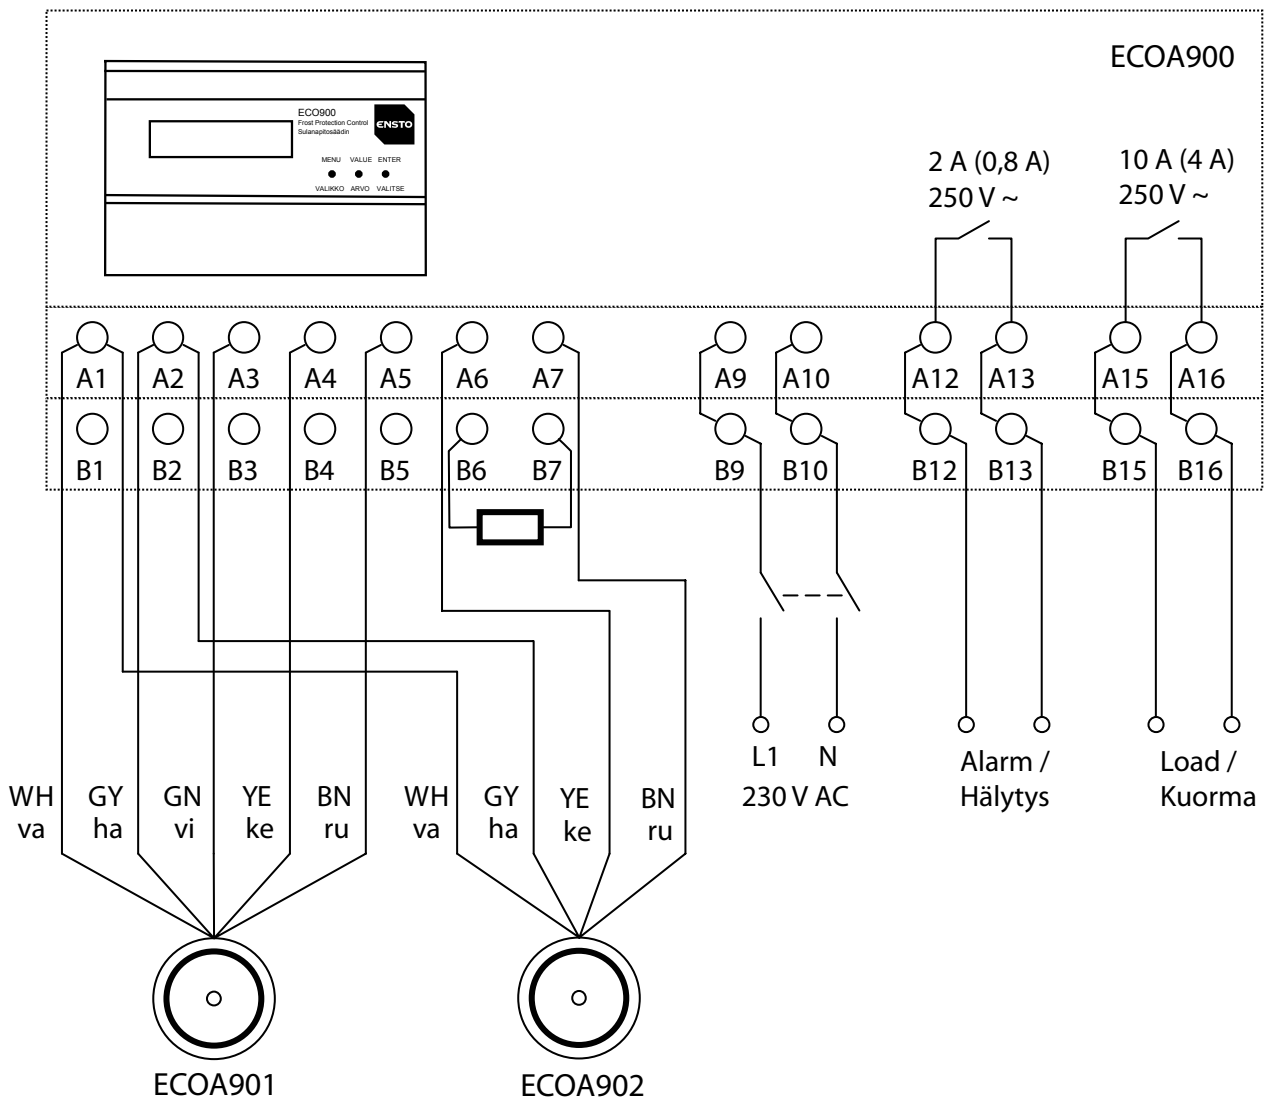 ECOA900
ECO900
Frost Protection Control
Sulanapitosäädin
ENSTO
MENU VALUE ENTER
VALIKKO ARVO VALITSE
2 A (0,8 A)
250 V ~
10 A (4 A)
250 V ~
A1 A2 A3 A4 A5 A6 A7 A9 A10 A12 A13 A15 A16
B1 B2 B3 B4 B5 B6 B7 B9 B10 B12 B13 B15 B16
L1 N
230 V AC
Alarm /
Hälytys
Load /
Kuorma
WH GY GN YE BN WH GY YE BN
va ha vi ke ru va ha ke ru
ECOA901 ECOA902